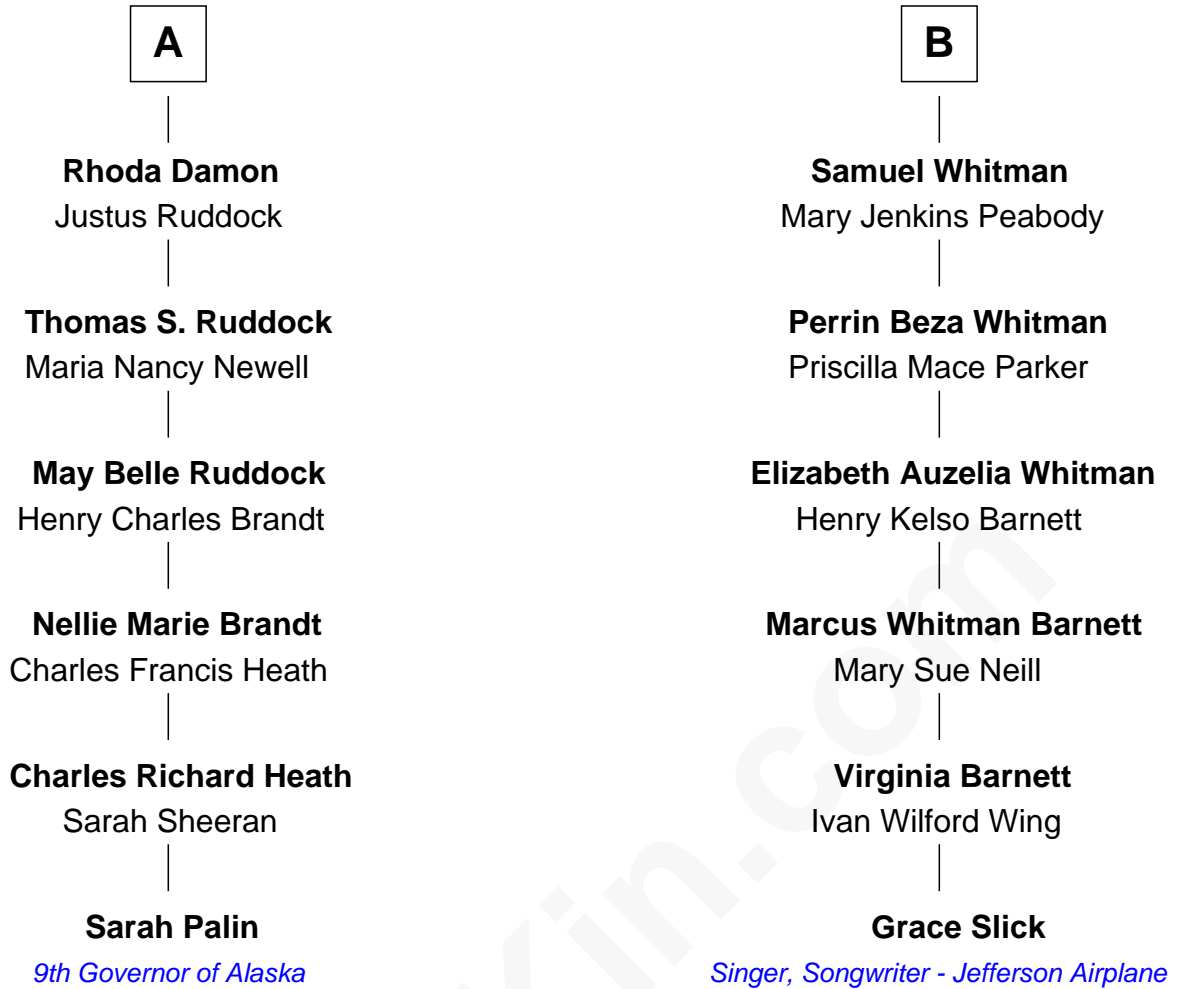 A
Rhoda Damon
Justus Ruddock
Thomas S. Ruddock
Maria Nancy Newell
May Belle Ruddock
Henry Charles Brandt
Nellie Marie Brandt
Charles Francis Heath
Charles Richard Heath
Sarah Sheeran
Sarah Palin
9th Governor of Alaska
B
Samuel Whitman
Mary Jenkins Peabody
Perrin Beza Whitman
Priscilla Mace Parker
Elizabeth Auzelia Whitman
Henry Kelso Barnett
Marcus Whitman Barnett
Mary Sue Neill
Virginia Barnett
Ivan Wilford Wing
Grace Slick
Singer, Songwriter - Jefferson Airplane
Kin.com